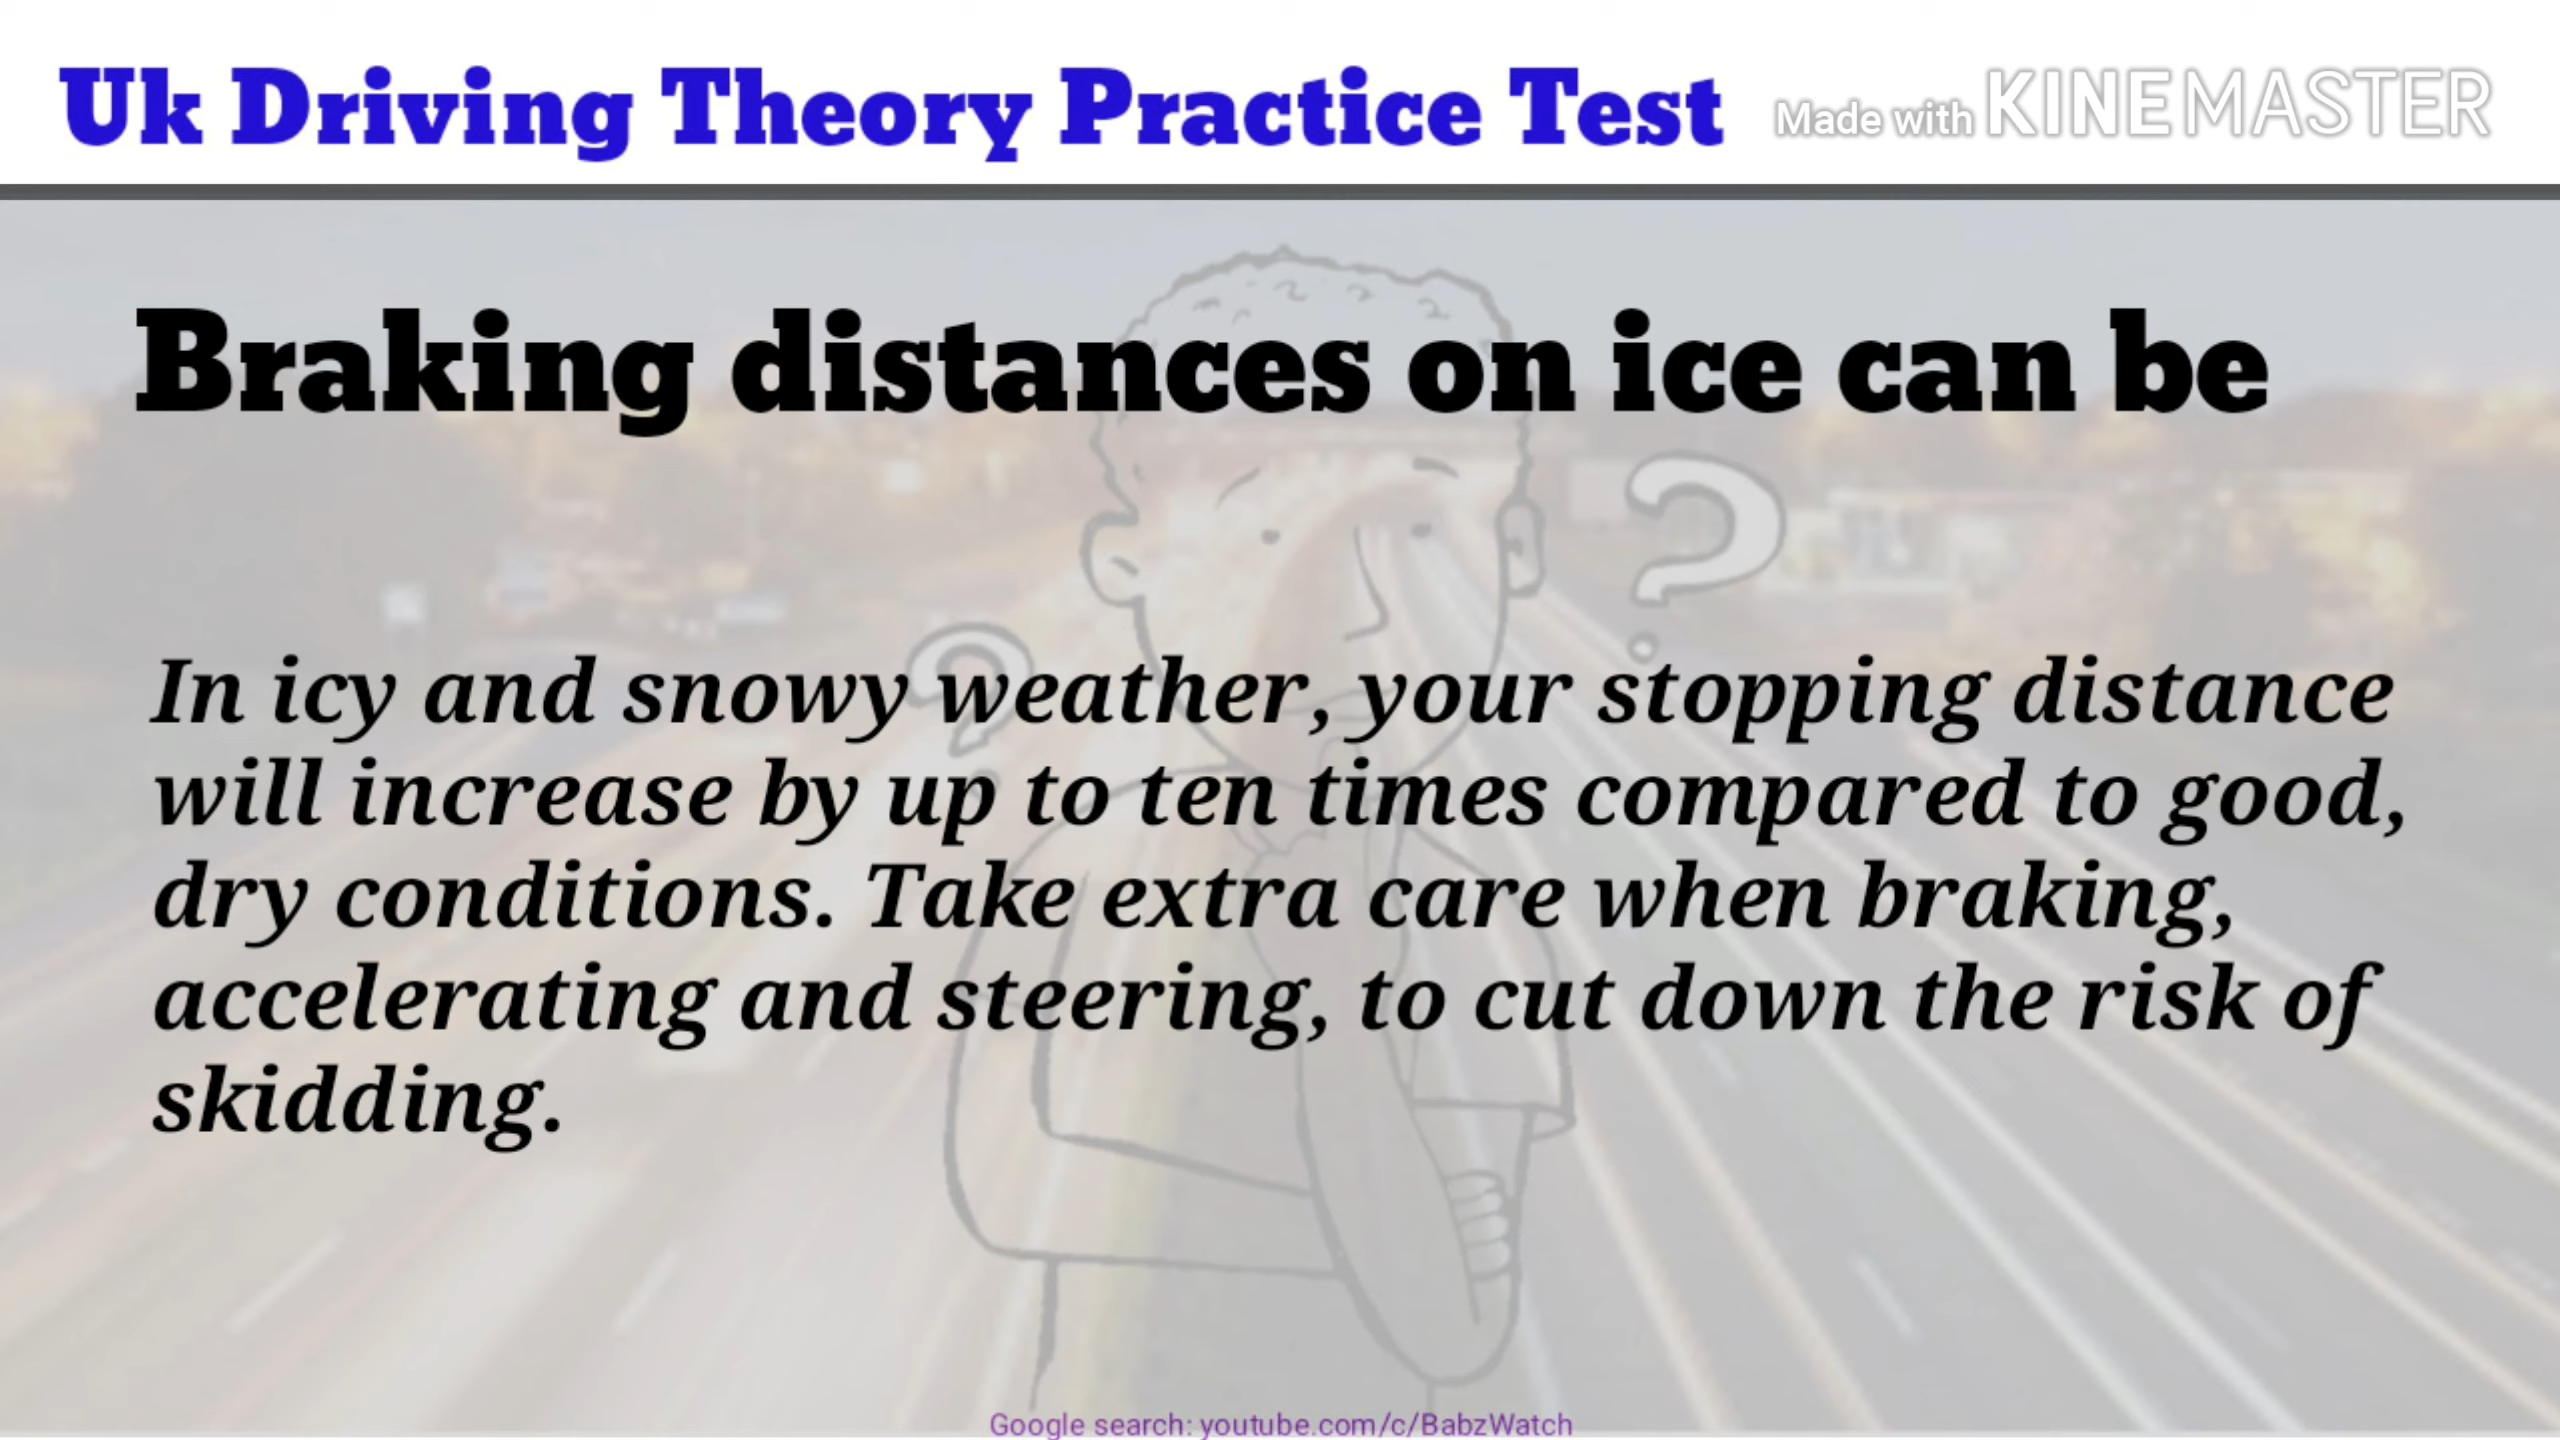 Uk Driving Theory Practice Test
Made with KINEMASTER
Braking distances on ice can be
In icy and snowy weather, your stopping distance
will increase by up to ten times compared to good,
dry conditions. Take extra care when braking,
accelerating and steering, to cut down the risk of
skidding.
Google search: youtube.com/c/BabzWatch